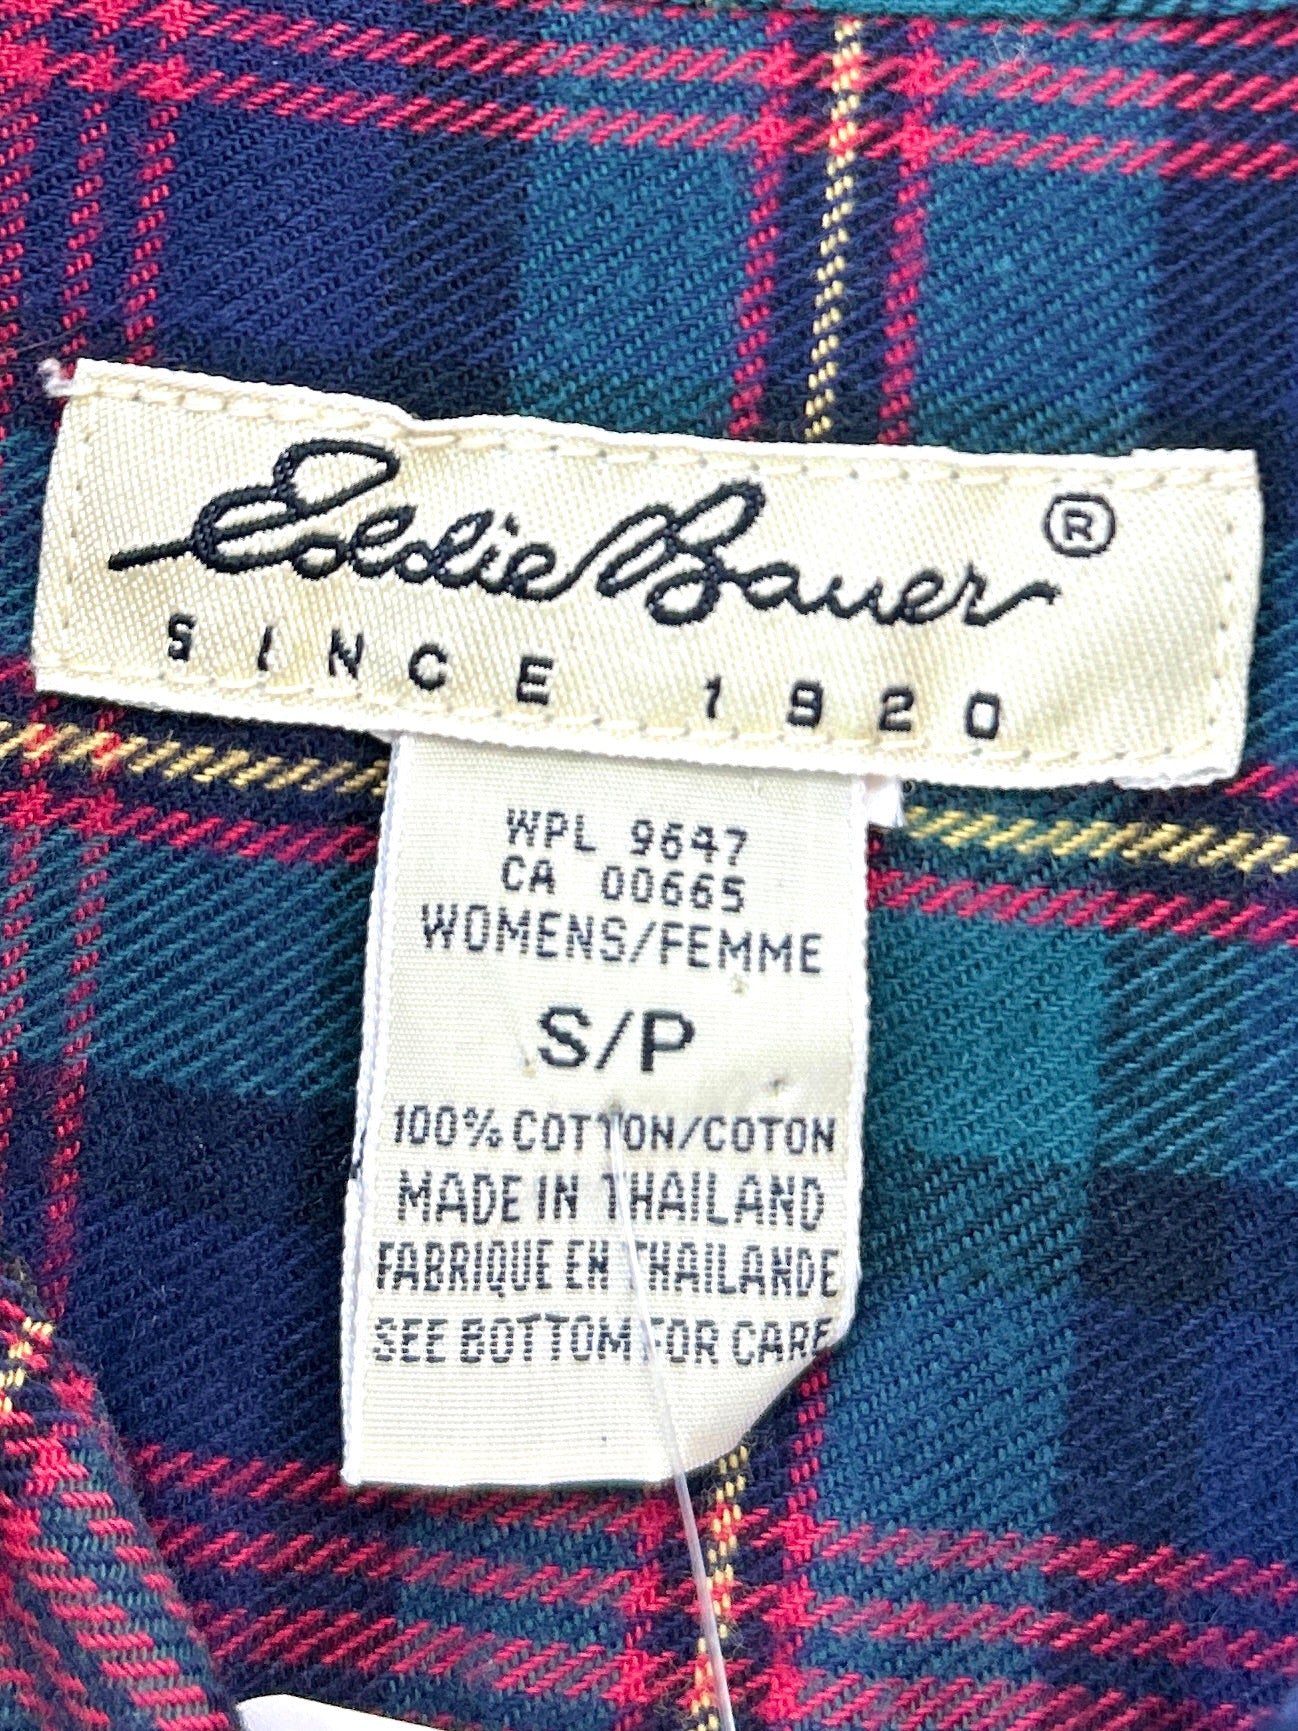 Eddie Bauer ®
SINCE 1920
WPL 9647
CA 00665
WOMENS/FEMME
S/P
100% COTTON/COTON
MADE IN THAILAND
FABRIQUE EN THAILANDE
SEE BOTTOM FOR CARE